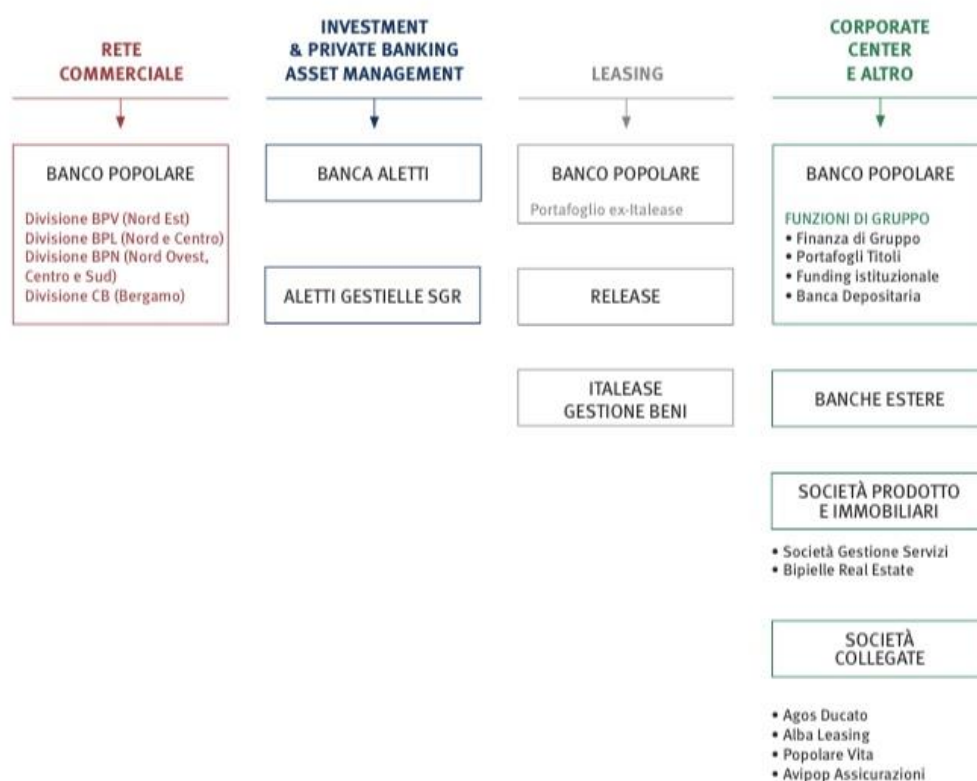 RETE
COMMERCIALE
BANCO POPOLARE
Divisione BPV (Nord Est)
Divisione BPL (Nord e Centro)
Divisione BPN (Nord Ovest,
Centro e Sud)
Divisione CB (Bergamo)
INVESTMENT
& PRIVATE BANKING
ASSET MANAGEMENT
BANCA ALETTI
ALETTI GESTIELLE SGR
LEASING
BANCO POPOLARE
Portafoglio ex-Italease
RELEASE
ITALEASE
GESTIONE BENI
CORPORATE
CENTER
E ALTRO
BANCO POPOLARE
FUNZIONI DI GRUPPO
• Finanza di Gruppo
• Portafogli Titoli
• Funding istituzionale
• Banca Depositaria
BANCHE ESTERE
SOCIETÀ PRODOTTO
E IMMOBILIARI
• Società Gestione Servizi
• Bipielle Real Estate
SOCIETÀ
COLLEGATE
• Agos Ducato
• Alba Leasing
• Popolare Vita
• Avipop Assicurazioni